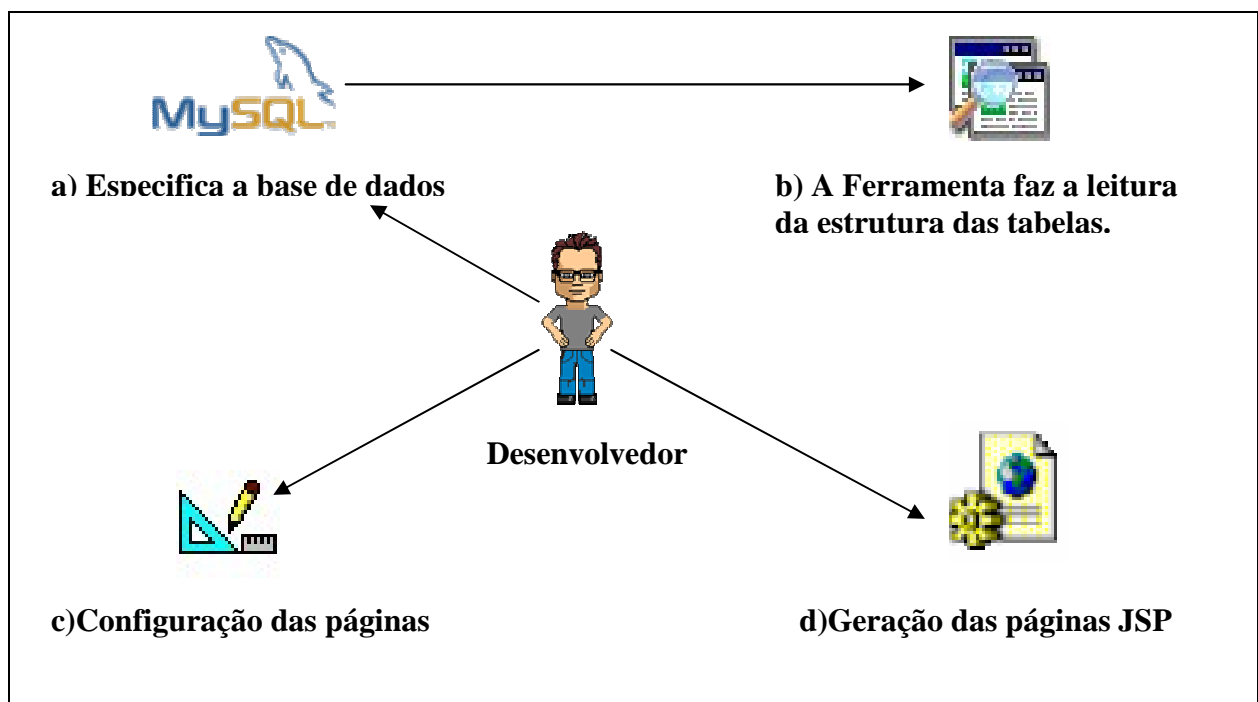 MySQL
a) Especifica a base de dados
b) A Ferramenta faz a leitura
da estrutura das tabelas.
Desenvolvedor
c)Configuração das páginas
d)Geração das páginas JSP